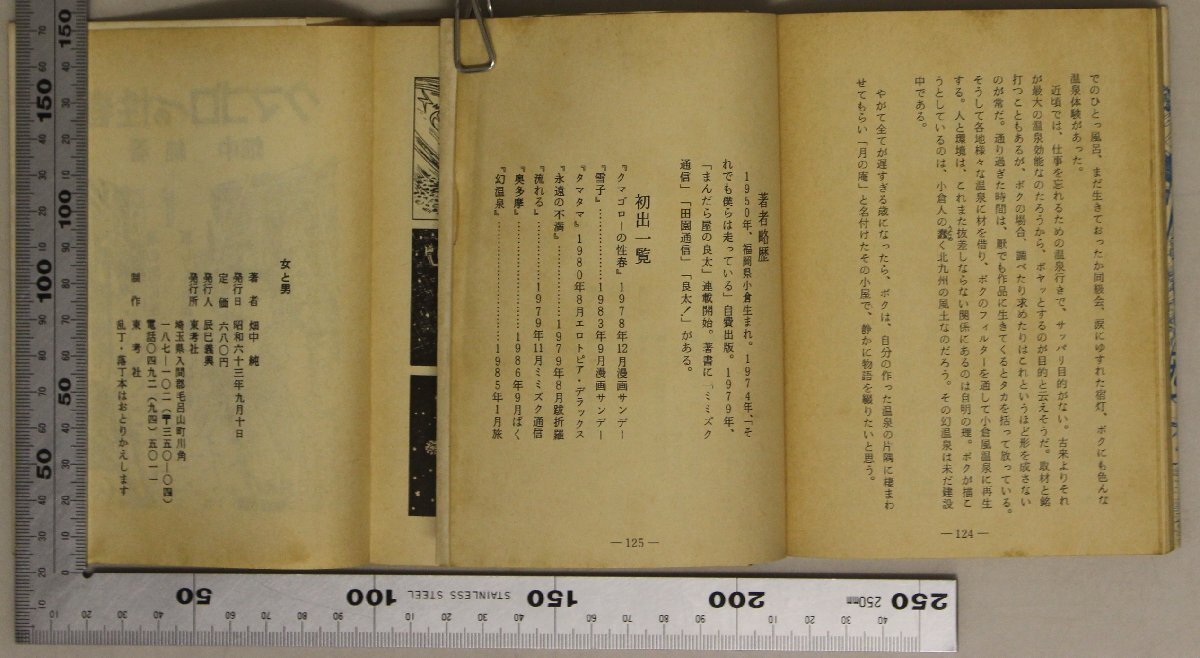 でのひとっ風呂、まだ生きておったか同級会、涙にゆすれた宿灯、ボクにも色んな
温泉体験があった。
近頃では、仕事を忘れるための温泉行きで、サッパリ目的がない。古来よりそれ
が最大の温泉効能なのだろうから、ボヤッとするのが目的と云えそうだ。取材と銘
打つこともあるが、ボクの場合、調べたり求めたりはこれというほど形を成さない
のが常だ。通り過ぎた時間は、厭でも作品に生きてくるとタカを括って放っている。
そうして各地様々な温泉に材を借り、ボクのフィルターを通して小倉風温泉に再生
する。人と環境は、これまた抜差しならない関係にあるのは自明の理。ボクが描こ
うとしているのは、小倉人の蠢く北九州の風土なのだろう。その幻温泉は未だ建設
中である。
やがて全てが遅すぎる歳になったら、ボクは、自分の作った温泉の片隅に棲まわ
せてもらい「月の庵」と名付けたその小屋で、静かに物語を綴りたいと思う。
—124—
著者略歴
1950年、福岡県小倉生まれ。1974年、「そ
れでも僕らは走っている」自費出版。1979年、
「まんだら屋の良太」連載開始。著書に「ミミズク
通信」「田園通信」「良太！」がある。
初出一覧
『クマゴローの性春』1978年12月漫画サンデー
『雪子』…………………1983年9月漫画サンデー
『タマタマ』1980年8月エロトピア・デラックス
『永遠の不満』…………1979年8月跋折羅
『流れる』………………1979年11月ミミズク通信
『奥多摩』………………1986年9月ぱく
『幻温泉』………………1985年1月旅
—125—
女と男
著者 畑中 純
発行日 昭和六十三年九月十日
定価 六八〇円
発行人 辰巳義興
発行所 東考社
埼玉県入間郡毛呂山町川角
一八七—一〇二（〒三五〇—〇四）
電話〇四九二（九四）五〇一一
制作 東考社
乱丁・落丁本はおとりかえします
STAINLESS STEEL
50
100
150
200
250
250mm
150
100
50